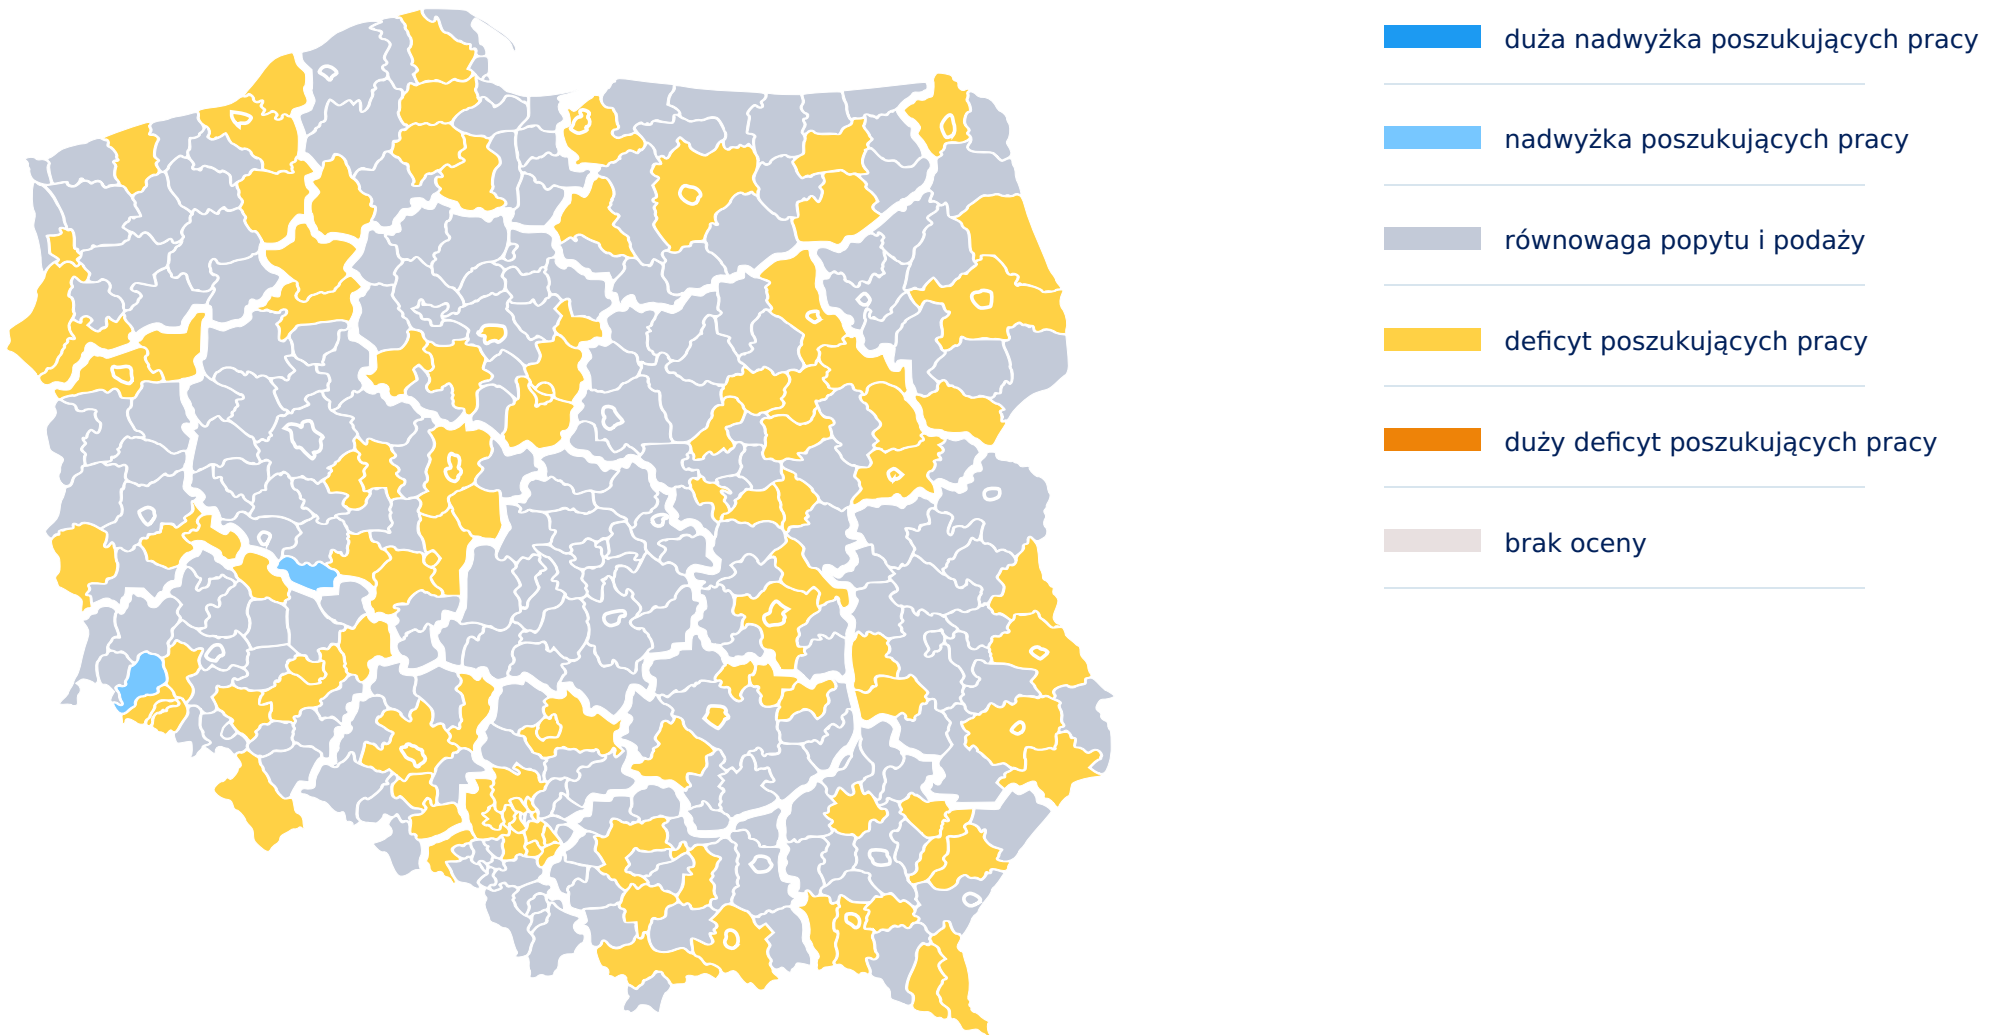 duża nadwyżka poszukujących pracy
nadwyżka poszukujących pracy
równowaga popytu i podaży
deficyt poszukujących pracy
duży deficyt poszukujących pracy
brak oceny